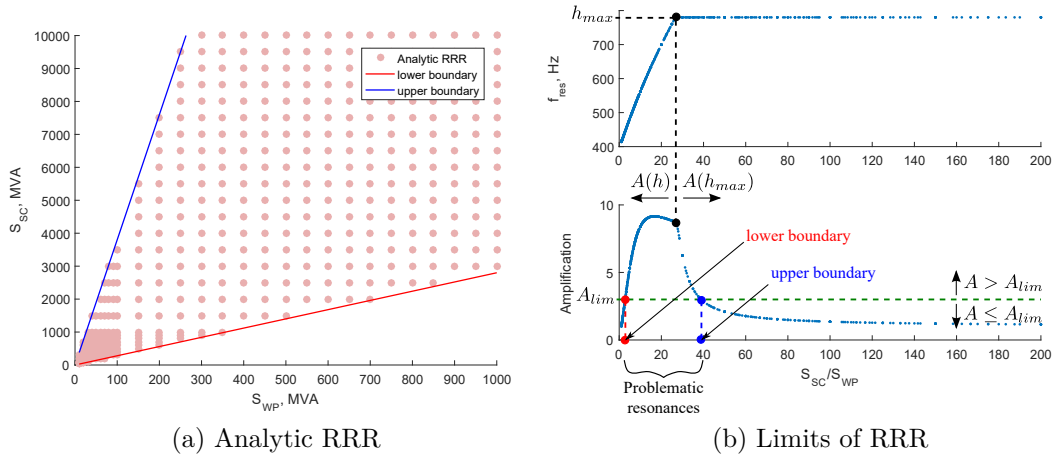 10000
9000
8000
7000
6000
5000
4000
3000
2000
1000
0
S_SC, MVA
0 100 200 300 400 500 600 700 800 900 1000
S_WP, MVA
Analytic RRR
lower boundary
upper boundary
(a) Analytic RRR
h_max
700
600
500
400
f_res, Hz
0 20 40 60 80 100 120 140 160 180 200
A(h) A(h_max)
10
5
0
A_lim
Amplification
lower boundary
upper boundary
A > A_lim
A ≤ A_lim
0 20 40 60 80 100 120 140 160 180 200
S_SC/S_WP
Problematic
resonances
(b) Limits of RRR